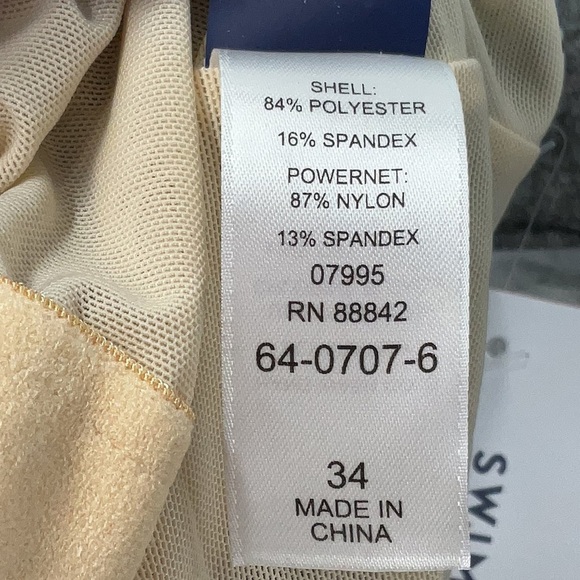 SHELL:
84% POLYESTER
16% SPANDEX
POWERNET:
87% NYLON
13% SPANDEX
07995
RN 88842
64-0707-6
34
MADE IN
CHINA